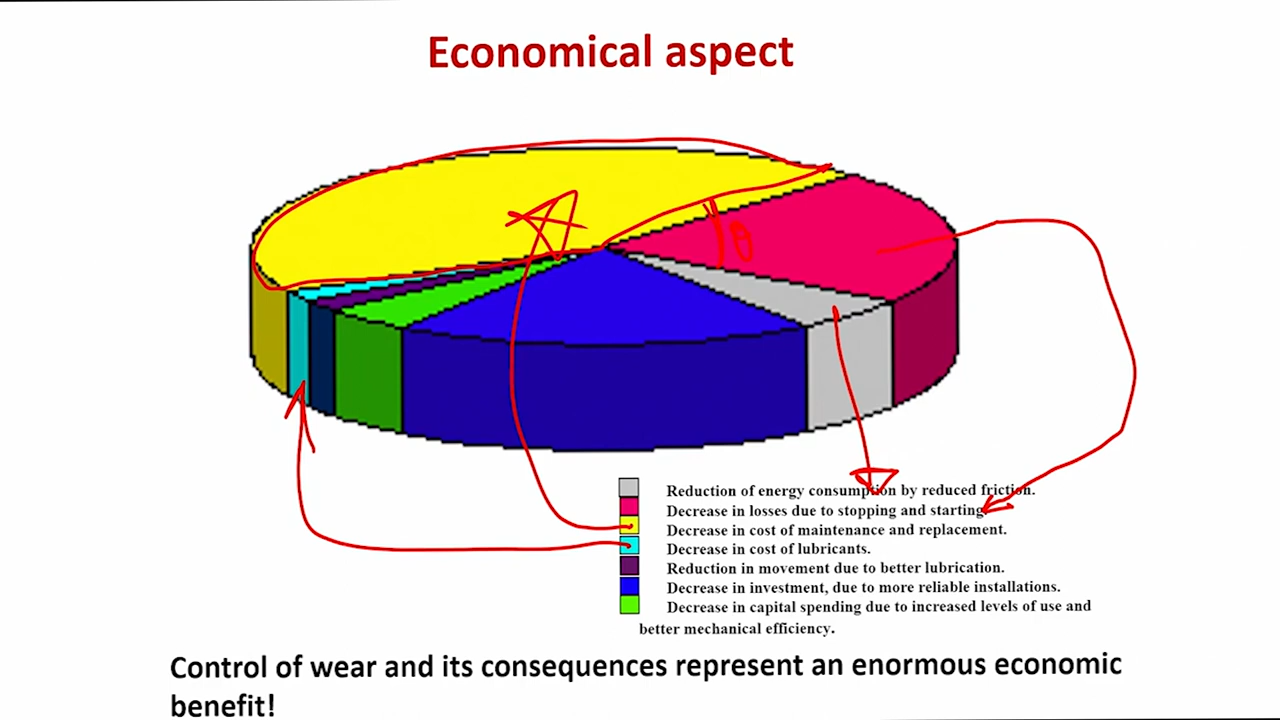 Economical aspect
θ
Reduction of energy consumption by reduced friction.
Decrease in losses due to stopping and starting.
Decrease in cost of maintenance and replacement.
Decrease in cost of lubricants.
Reduction in movement due to better lubrication.
Decrease in investment, due to more reliable installations.
Decrease in capital spending due to increased levels of use and
better mechanical efficiency.
Control of wear and its consequences represent an enormous economic
benefit!